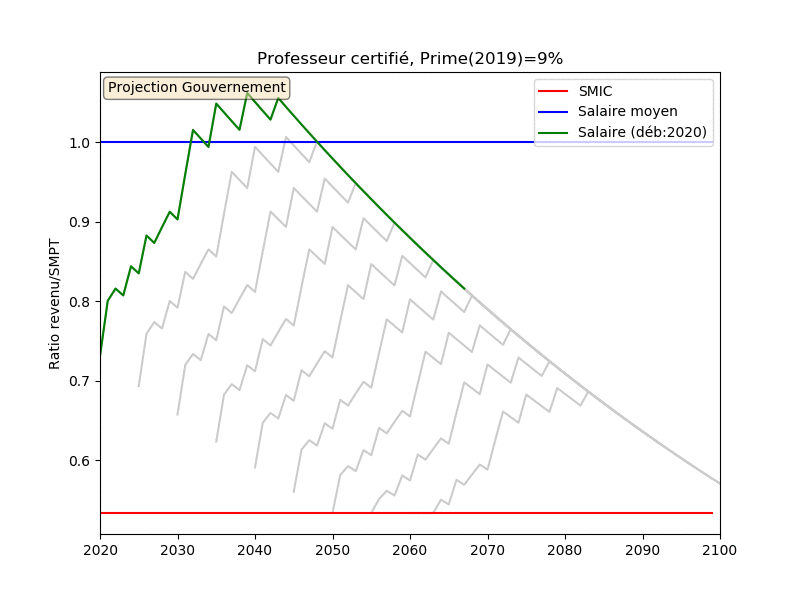 Professeur certifié, Prime(2019)=9%
Projection Gouvernement
SMIC
Salaire moyen
Salaire (déb:2020)
Ratio revenu/SMPT
1.0
0.9
0.8
0.7
0.6
2020 2030 2040 2050 2060 2070 2080 2090 2100